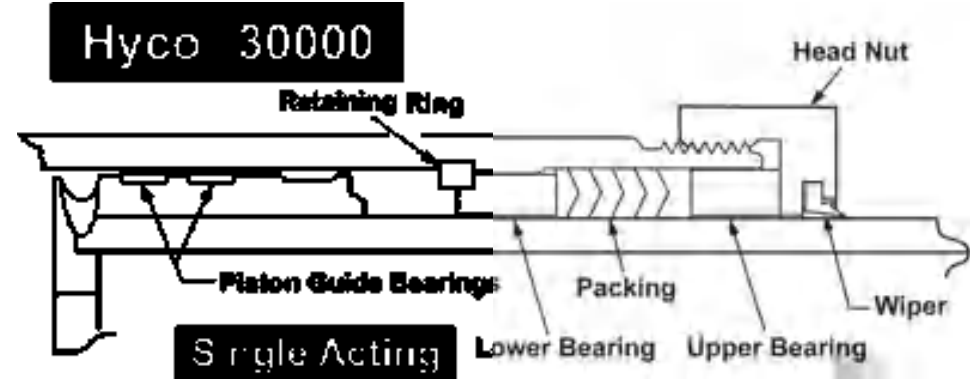 Hyco 30000
Head Nut
Retaining Ring
Piston Guide Bearings
Packing
Wiper
Single Acting
Lower Bearing
Upper Bearing